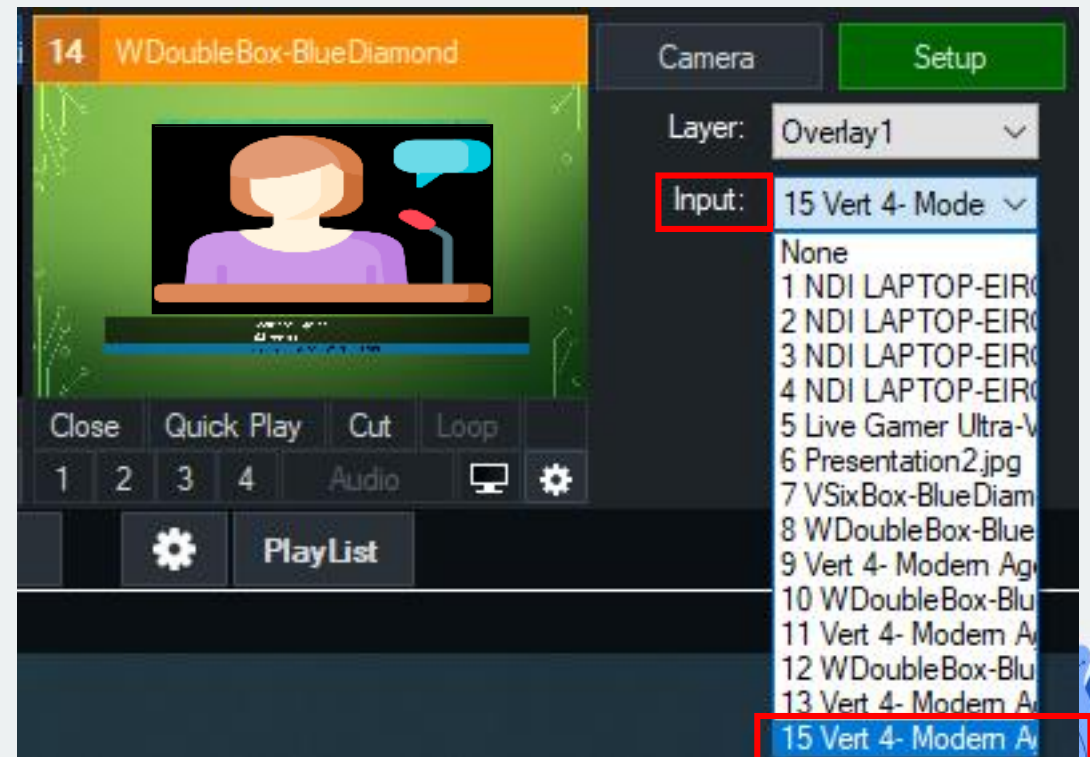 14 WDoubleBox-BlueDiamond
Camera Setup
Layer: Overlay1
Input: 15 Vert 4- Mode
None
1 NDI LAPTOP-EIR
2 NDI LAPTOP-EIR
3 NDI LAPTOP-EIR
4 NDI LAPTOP-EIR
5 Live Gamer Ultra-V
6 Presentation2.jpg
7 VSixBox-BlueDiam
8 WDoubleBox-Blue
9 Vert 4- Modern Ag
10 WDoubleBox-Blu
11 Vert 4- Modern A
12 WDoubleBox-Blu
13 Vert 4- Modern A
15 Vert 4- Modern A
Close Quick Play Cut Loop
1 2 3 4 Audio
PlayList